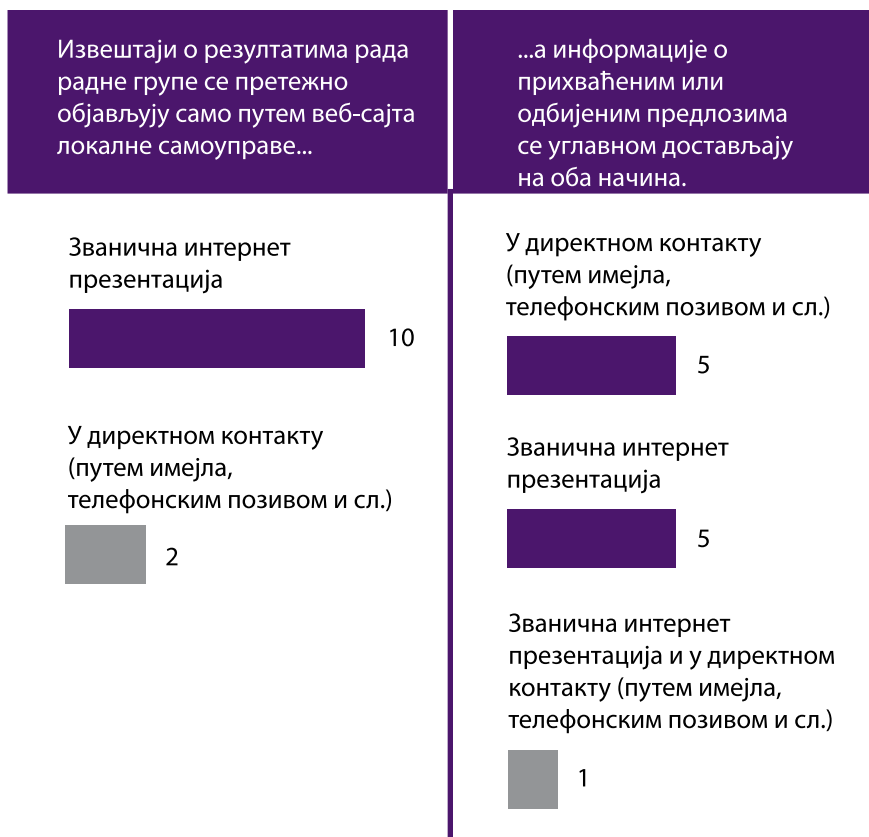 Извештаји о резултатима рада
радне групе се претежно
објављују само путем веб-сајта
локалне самоуправе...
Званична интернет
презентација
10
У директном контакту
(путем имејла,
телефонским позивом и сл.)
2
...а информације о
прихваћеним или
одбијеним предлозима
се углавном достављају
на оба начина.
У директном контакту
(путем имејла,
телефонским позивом и сл.)
5
Званична интернет
презентација
5
Званична интернет
презентација и у директном
контакту (путем имејла,
телефонским позивом и сл.)
1